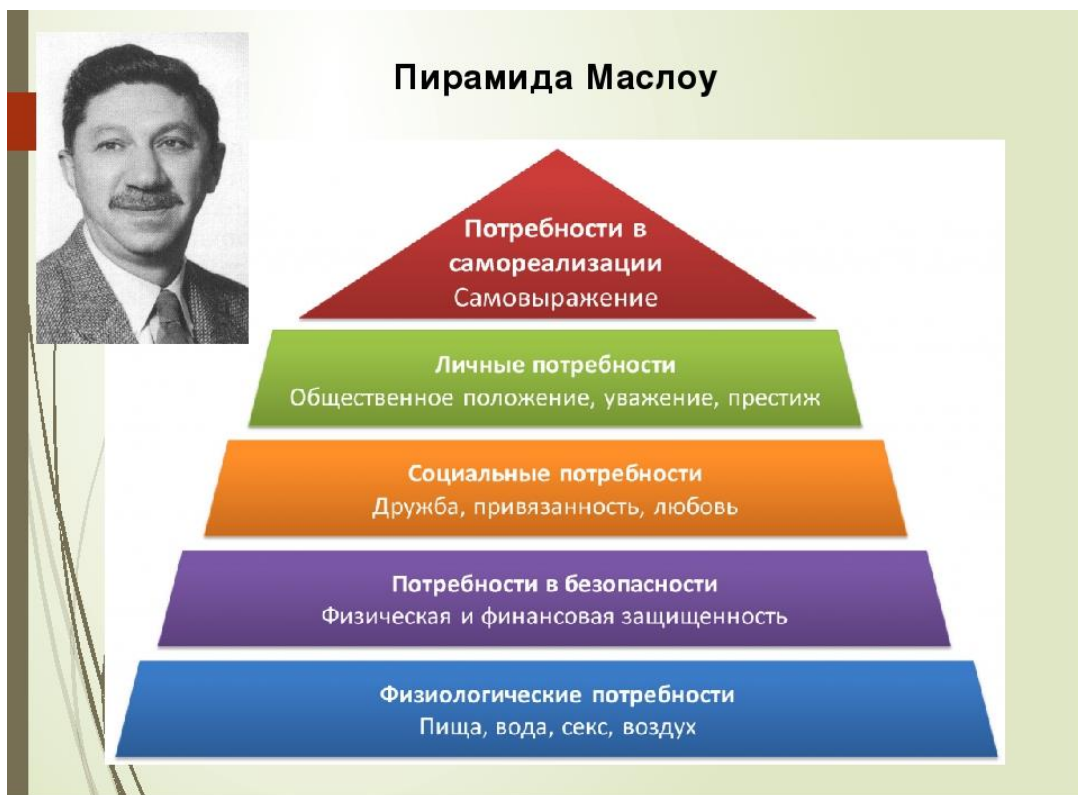 Пирамида Маслоу
Потребности в
самореализации
Самовыражение
Личные потребности
Общественное положение, уважение, престиж
Социальные потребности
Дружба, привязанность, любовь
Потребности в безопасности
Физическая и финансовая защищенность
Физиологические потребности
Пища, вода, секс, воздух